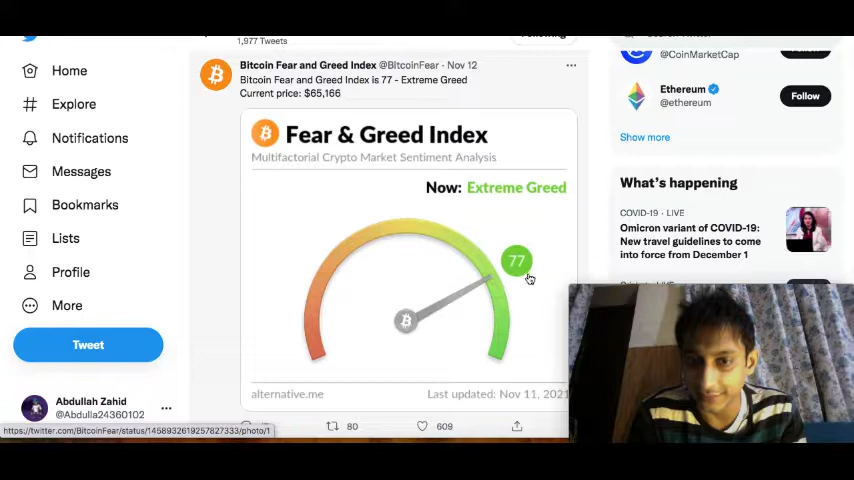 1,977 Tweets
Home
Explore
Notifications
Messages
Bookmarks
Lists
Profile
More
Tweet
Abdullah Zahid
@Abdulla24360102
https://twitter.com/BitcoinFear/status/1458932619257827333/photo/1
Bitcoin Fear and Greed Index @BitcoinFear · Nov 12
Bitcoin Fear and Greed Index is 77 - Extreme Greed
Current price: $65,166
Fear & Greed Index
Multifactorial Crypto Market Sentiment Analysis
Now: Extreme Greed
77
alternative.me
Last updated: Nov 11, 2021
80
609
@CoinMarketCap
Ethereum
@ethereum
Follow
Show more
What's happening
COVID-19 · LIVE
Omicron variant of COVID-19:
New travel guidelines to come
into force from December 1